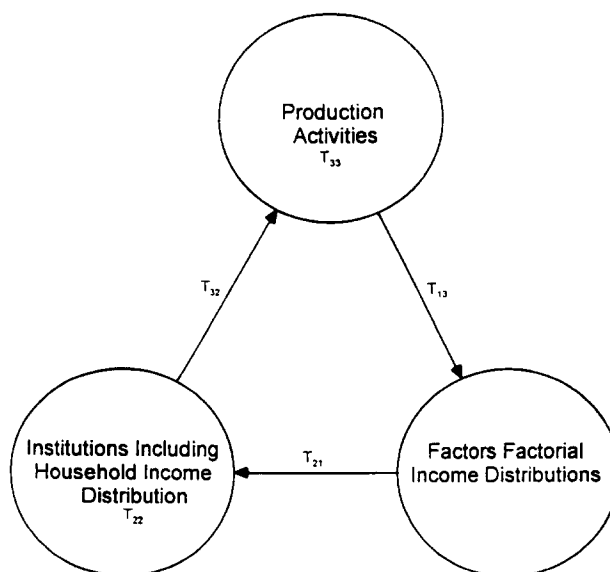 Production
Activities
T33
T32
T13
Institutions Including
Household Income
Distribution
T22
T21
Factors Factorial
Income Distributions